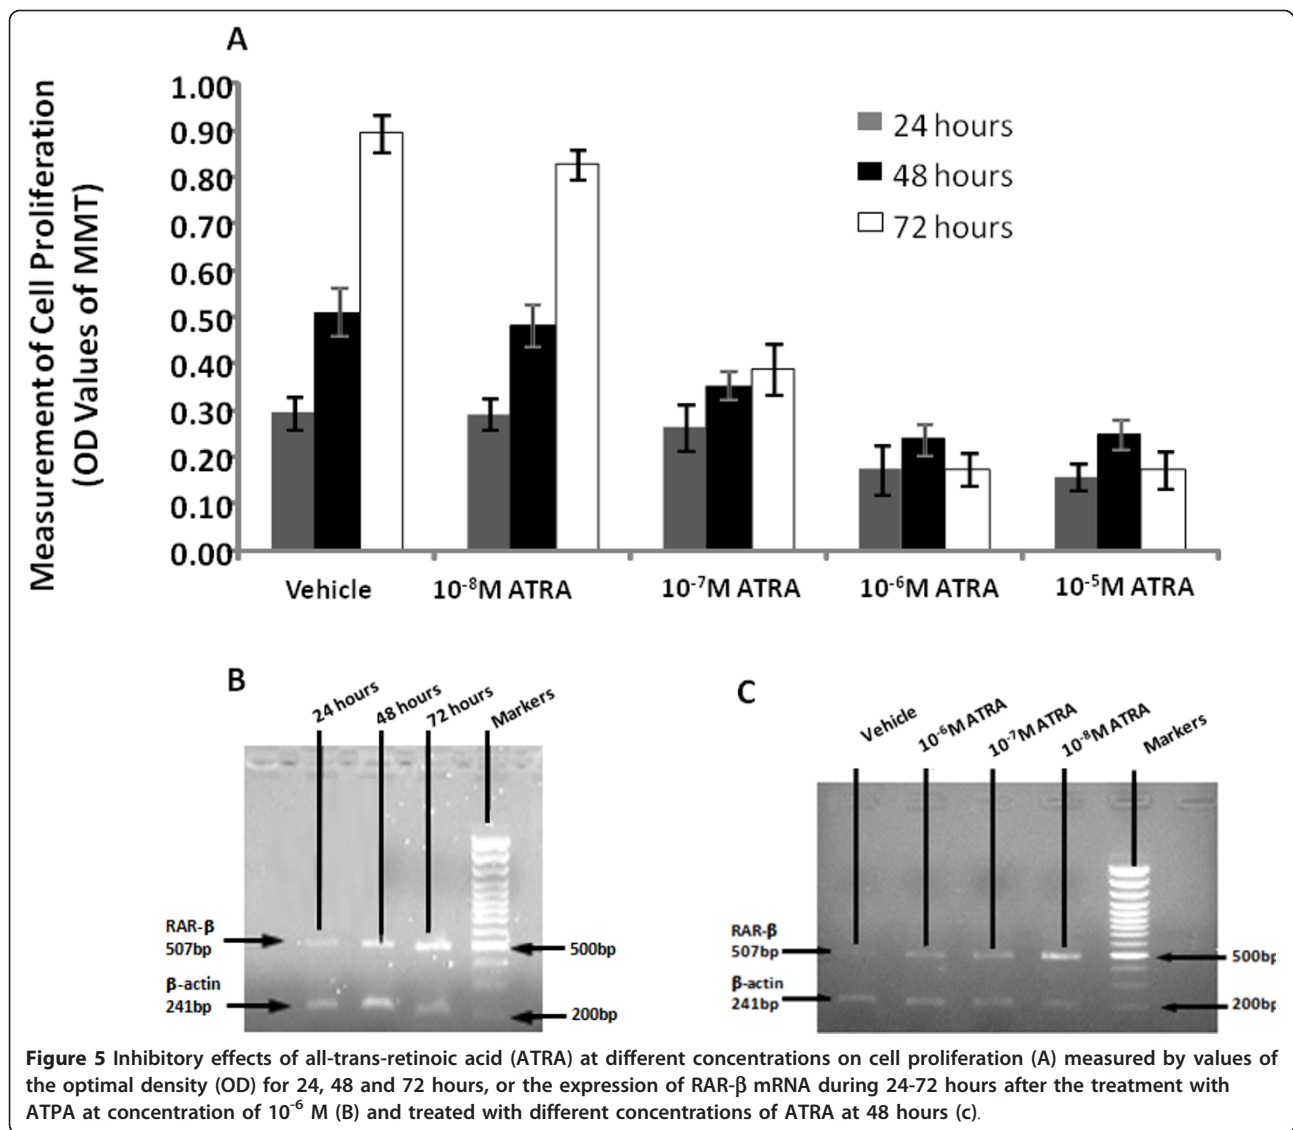 A
Measurement of Cell Proliferation
(OD Values of MMT)
1.00
0.90
0.80
0.70
0.60
0.50
0.40
0.30
0.20
0.10
0.00
24 hours
48 hours
72 hours
Vehicle
10⁻⁸M ATRA
10⁻⁷M ATRA
10⁻⁶M ATRA
10⁻⁵M ATRA
B
24 hours
48 hours
72 hours
Markers
RAR-β
507bp
β-actin
241bp
500bp
200bp
C
Vehicle
10⁻⁶M ATRA
10⁻⁷M ATRA
10⁻⁸M ATRA
Markers
RAR-β
507bp
β-actin
241bp
500bp
200bp
Figure 5 Inhibitory effects of all-trans-retinoic acid (ATRA) at different concentrations on cell proliferation (A) measured by values of
the optimal density (OD) for 24, 48 and 72 hours, or the expression of RAR-β mRNA during 24-72 hours after the treatment with
ATPA at concentration of 10⁻⁶ M (B) and treated with different concentrations of ATRA at 48 hours (c).